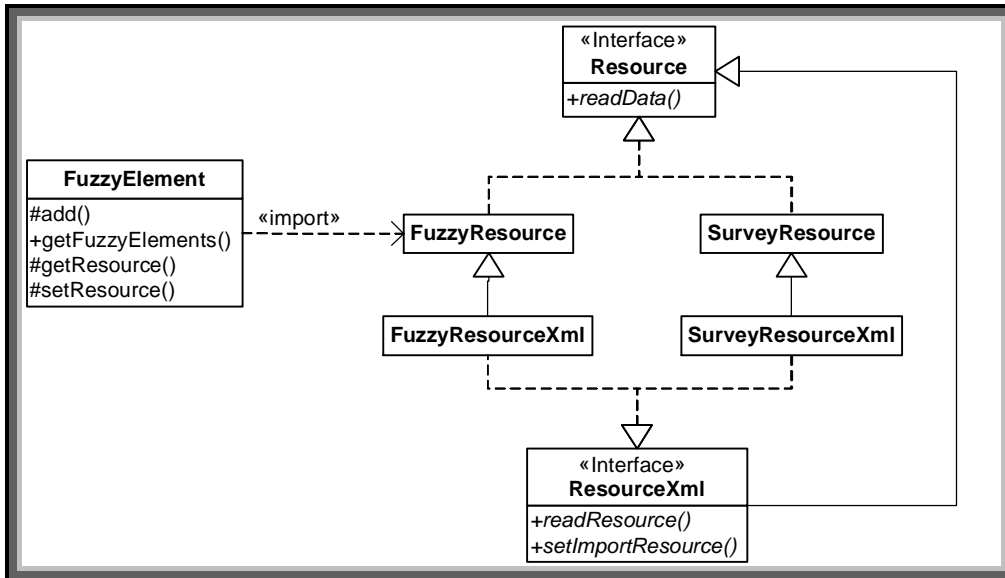 «Interface»
Resource
+readData()
FuzzyElement
#add()
+getFuzzyElements()
#getResource()
#setResource()
«import»
FuzzyResource
SurveyResource
FuzzyResourceXml
SurveyResourceXml
«Interface»
ResourceXml
+readResource()
+setImportResource()